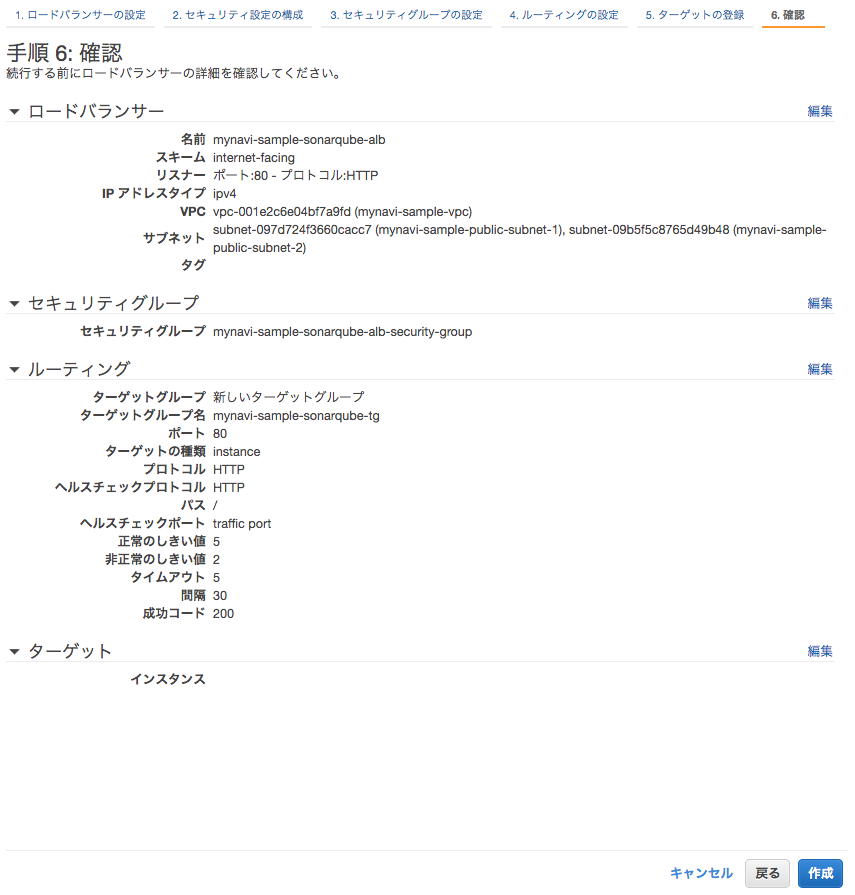 1. ロードバランサーの設定 2. セキュリティ設定の構成 3. セキュリティグループの設定 4. ルーティングの設定 5. ターゲットの登録 6. 確認
手順 6: 確認
続行する前にロードバランサーの詳細を確認してください。
ロードバランサー 編集
名前 mynavi-sample-sonarqube-alb
スキーム internet-facing
リスナー ポート:80 - プロトコル:HTTP
IP アドレスタイプ ipv4
VPC vpc-001e2c6e04bf7a9fd (mynavi-sample-vpc)
サブネット subnet-097d724f3660cacc7 (mynavi-sample-public-subnet-1), subnet-09b5f5c8765d49b48 (mynavi-sample-
public-subnet-2)
タグ
セキュリティグループ 編集
セキュリティグループ mynavi-sample-sonarqube-alb-security-group
ルーティング 編集
ターゲットグループ 新しいターゲットグループ
ターゲットグループ名 mynavi-sample-sonarqube-tg
ポート 80
ターゲットの種類 instance
プロトコル HTTP
ヘルスチェックプロトコル HTTP
パス /
ヘルスチェックポート traffic port
正常のしきい値 5
非正常のしきい値 2
タイムアウト 5
間隔 30
成功コード 200
ターゲット 編集
インスタンス
キャンセル 戻る 作成